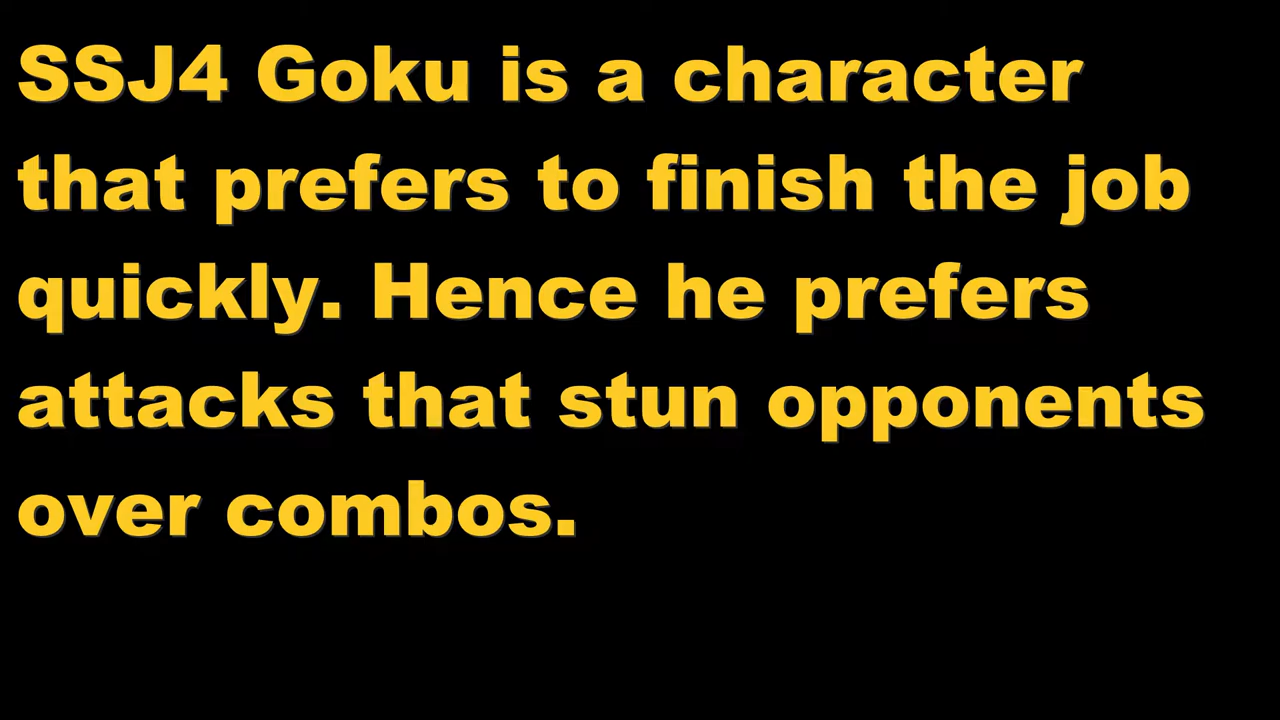 SSJ4 Goku is a character
that prefers to finish the job
quickly. Hence he prefers
attacks that stun opponents
over combos.